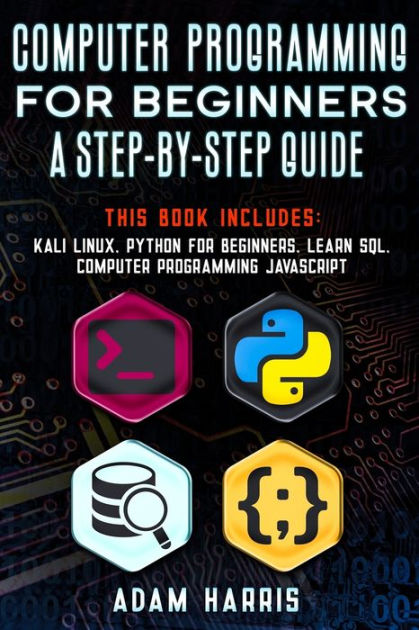 COMPUTER PROGRAMMING
FOR BEGINNERS
A STEP-BY-STEP GUIDE
THIS BOOK INCLUDES:
KALI LINUX. PYTHON FOR BEGINNERS. LEARN SQL.
COMPUTER PROGRAMMING JAVASCRIPT
>_
{;}
ADAM HARRIS